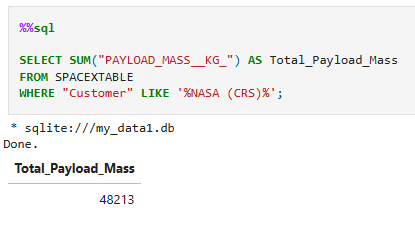 %%sql
SELECT SUM("PAYLOAD_MASS__KG_") AS Total_Payload_Mass
FROM SPACEXTABLE
WHERE "Customer" LIKE '%NASA (CRS)%';
* sqlite:///my_data1.db
Done.
Total_Payload_Mass
48213